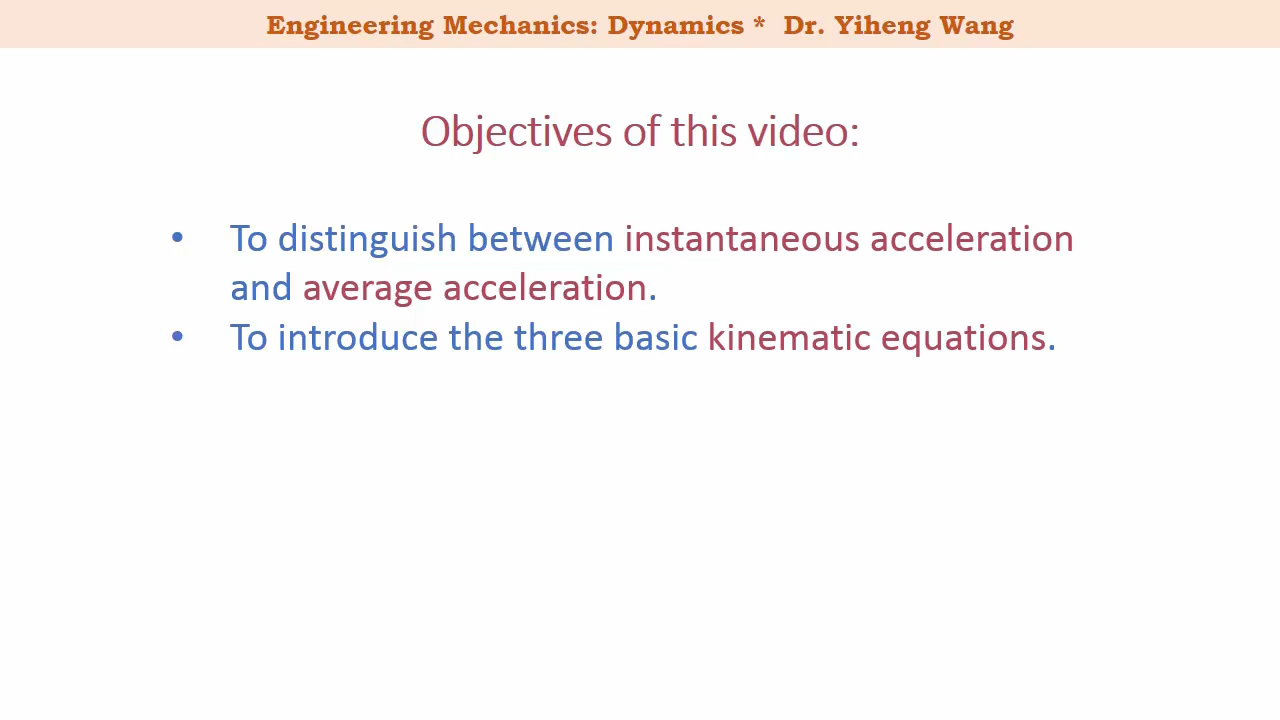 Engineering Mechanics: Dynamics * Dr. Yiheng Wang
Objectives of this video:
• To distinguish between instantaneous acceleration
and average acceleration.
• To introduce the three basic kinematic equations.